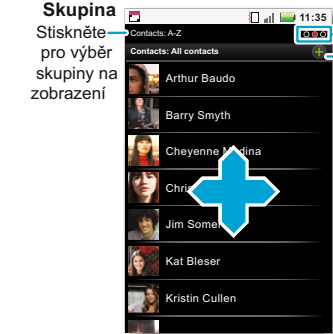 Skupina
Stiskněte
pro výběr
skupiny na
zobrazení
11:35
Contacts: A-Z
Contacts: All contacts
Arthur Baudo
Barry Smyth
Cheyenne Medina
Jim
Kat Bleser
Kristin Cullen